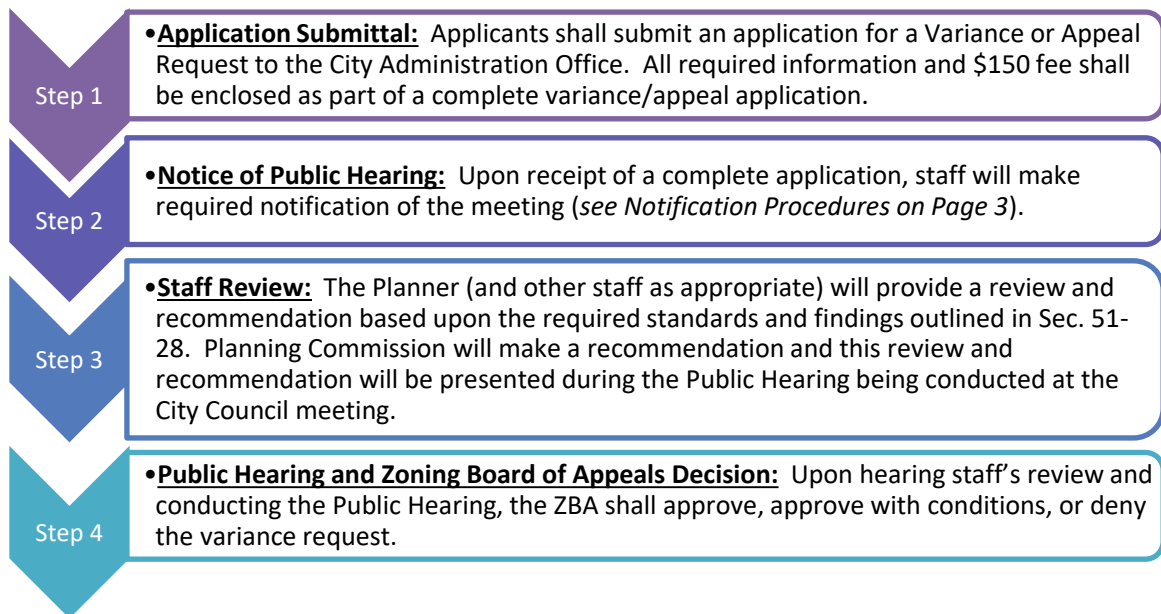 Step 1
•Application Submittal:  Applicants shall submit an application for a Variance or Appeal
Request to the City Administration Office.  All required information and $150 fee shall
be enclosed as part of a complete variance/appeal application.
Step 2
•Notice of Public Hearing:  Upon receipt of a complete application, staff will make
required notification of the meeting (see Notification Procedures on Page 3).
Step 3
•Staff Review:  The Planner (and other staff as appropriate) will provide a review and
recommendation based upon the required standards and findings outlined in Sec. 51-
28.  Planning Commission will make a recommendation and this review and
recommendation will be presented during the Public Hearing being conducted at the
City Council meeting.
Step 4
•Public Hearing and Zoning Board of Appeals Decision:  Upon hearing staff’s review and
conducting the Public Hearing, the ZBA shall approve, approve with conditions, or deny
the variance request.